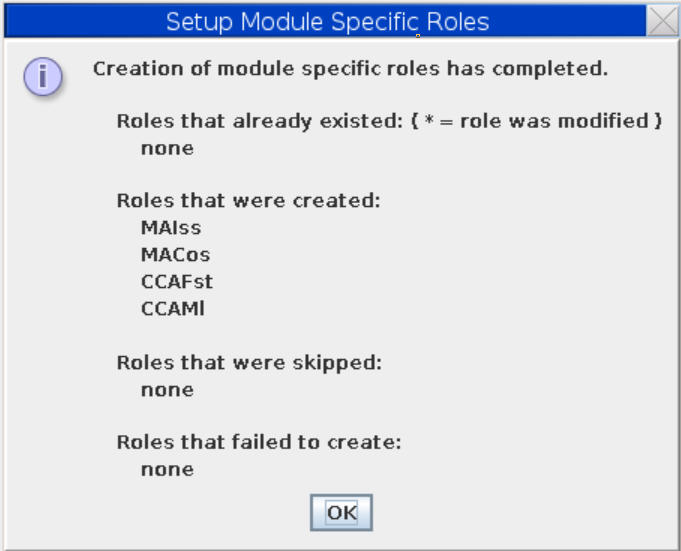 Setup Module Specific Roles
i
Creation of module specific roles has completed.
Roles that already existed: { * = role was modified }
none
Roles that were created:
MAIss
MACos
CCAFst
CCAMl
Roles that were skipped:
none
Roles that failed to create:
none
OK